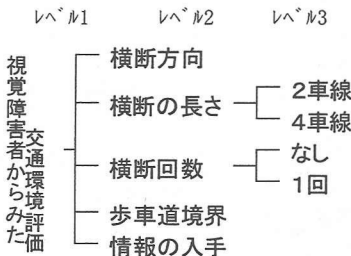 ﾚﾍﾞﾙ1 ﾚﾍﾞﾙ2 ﾚﾍﾞﾙ3
視覚障害者からみた
交通環境評価
横断方向
横断の長さ
2車線
4車線
横断回数
なし
1回
歩車道境界
情報の入手